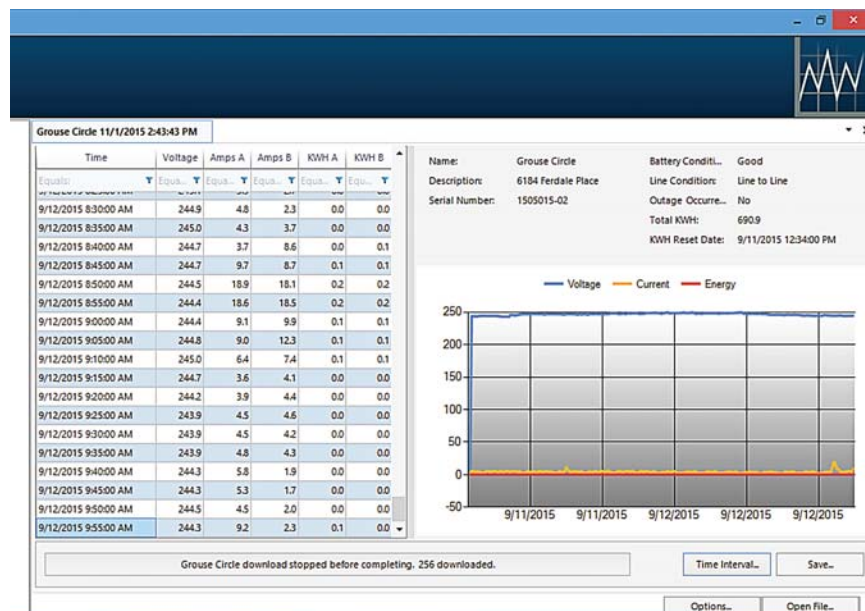 Grouse Circle 11/1/2015 2:43:43 PM
Time Voltage Amps A Amps B KWH A KWH B
Equals: Equa... Equa... Equa... Equa... Equ...
9/12/2015 8:30:00 AM 244.9 4.8 2.3 0.0 0.0
9/12/2015 8:35:00 AM 245.0 4.3 3.7 0.0 0.0
9/12/2015 8:40:00 AM 244.7 3.7 8.6 0.0 0.1
9/12/2015 8:45:00 AM 244.7 9.7 8.7 0.1 0.1
9/12/2015 8:50:00 AM 244.5 18.9 18.1 0.2 0.2
9/12/2015 8:55:00 AM 244.4 18.6 18.5 0.2 0.2
9/12/2015 9:00:00 AM 244.4 9.1 9.9 0.1 0.1
9/12/2015 9:05:00 AM 244.8 9.0 12.3 0.1 0.1
9/12/2015 9:10:00 AM 245.0 6.4 7.4 0.1 0.1
9/12/2015 9:15:00 AM 244.7 3.6 4.1 0.0 0.0
9/12/2015 9:20:00 AM 244.2 3.9 4.4 0.0 0.0
9/12/2015 9:25:00 AM 243.9 4.5 4.6 0.0 0.0
9/12/2015 9:30:00 AM 243.9 4.5 4.2 0.0 0.0
9/12/2015 9:35:00 AM 243.9 4.8 4.3 0.0 0.0
9/12/2015 9:40:00 AM 244.3 5.8 1.9 0.0 0.0
9/12/2015 9:45:00 AM 244.3 5.3 1.7 0.0 0.0
9/12/2015 9:50:00 AM 244.5 4.5 2.0 0.0 0.0
9/12/2015 9:55:00 AM 244.3 9.2 2.3 0.1 0.0
Name: Grouse Circle Battery Conditi... Good
Description: 6184 Ferdale Place Line Condition: Line to Line
Serial Number: 1505015-02 Outage Occurre... No
Total KWH: 690.9
KWH Reset Date: 9/11/2015 12:34:00 PM
Voltage Current Energy
250
200
150
100
50
0
-50
9/11/2015 9/11/2015 9/12/2015 9/12/2015 9/12/2015
Grouse Circle download stopped before completing. 256 downloaded.
Time Interval... Save...
Options... Open File...